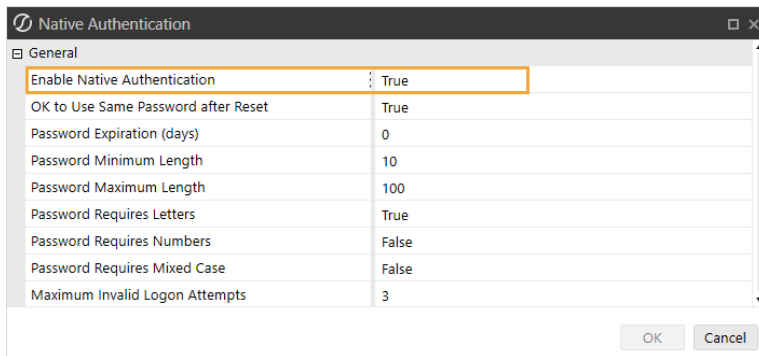 Native Authentication
General
Enable Native Authentication True
OK to Use Same Password after Reset True
Password Expiration (days) 0
Password Minimum Length 10
Password Maximum Length 100
Password Requires Letters True
Password Requires Numbers False
Password Requires Mixed Case False
Maximum Invalid Logon Attempts 3
OK Cancel